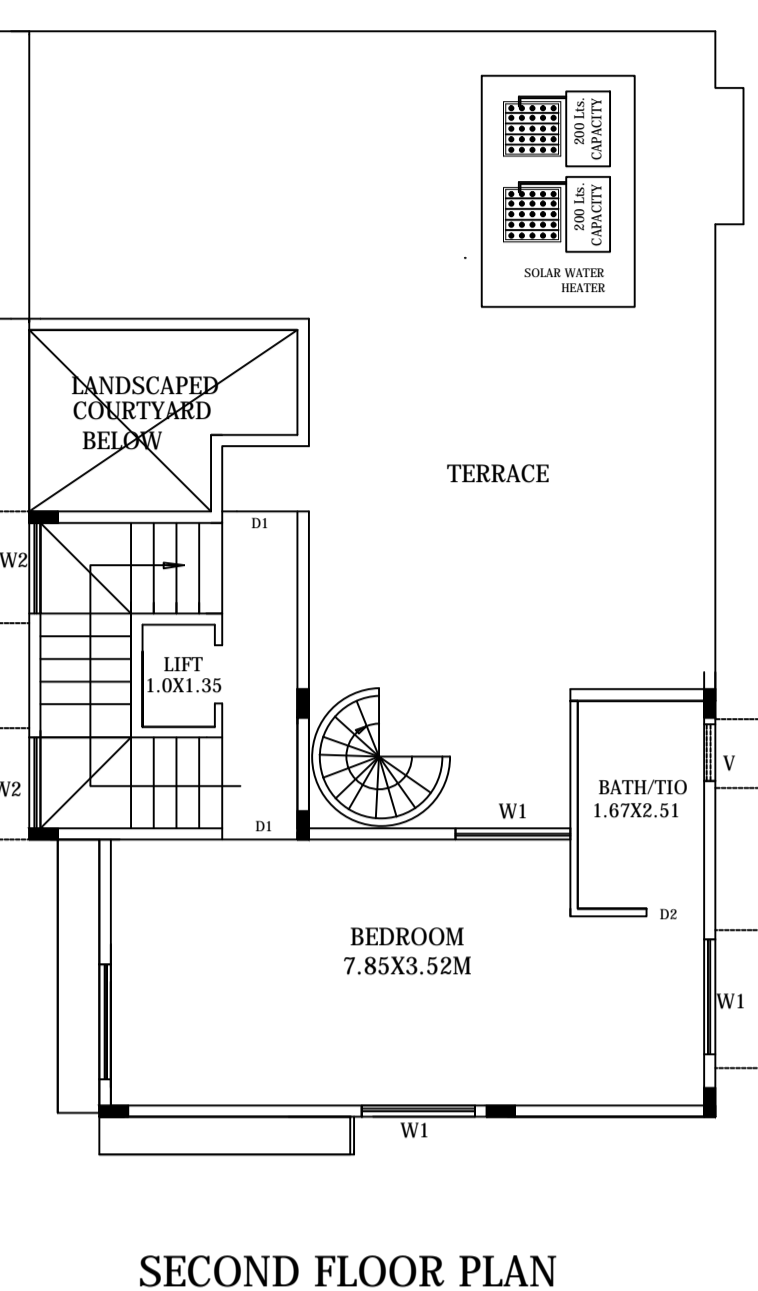 200 Lts.
CAPACITY
200 Lts.
CAPACITY
SOLAR WATER
HEATER
LANDSCAPED
COURTYARD
BELOW
TERRACE
D1
W2
LIFT
1.0X1.35
V
W2
BATH/TIO
1.67X2.51
W1
D1
D2
BEDROOM
7.85X3.52M
W1
W1
SECOND FLOOR PLAN